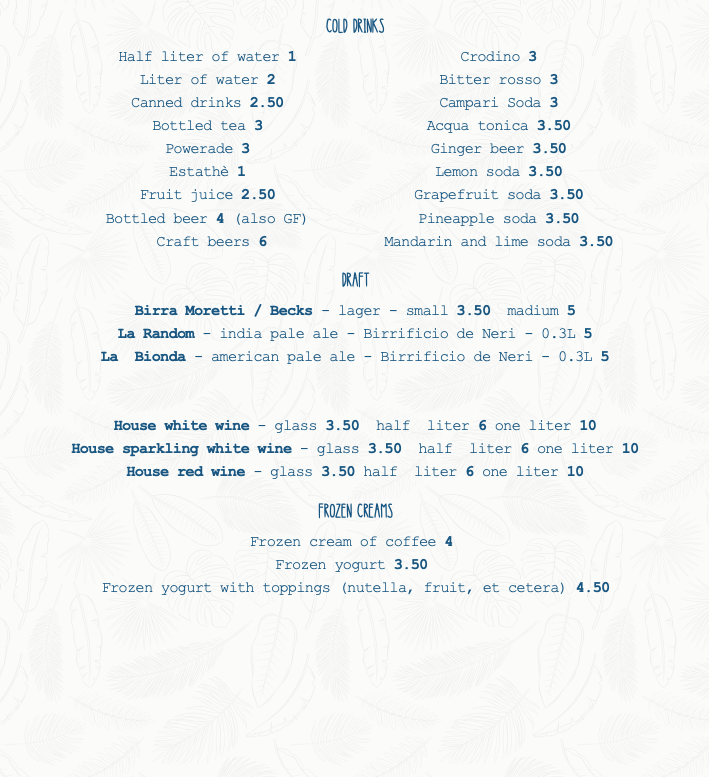 COLD DRINKS
Half liter of water 1
Liter of water 2
Canned drinks 2.50
Bottled tea 3
Powerade 3
Estathè 1
Fruit juice 2.50
Bottled beer 4 (also GF)
Craft beers 6
Crodino 3
Bitter rosso 3
Campari Soda 3
Acqua tonica 3.50
Ginger beer 3.50
Lemon soda 3.50
Grapefruit soda 3.50
Pineapple soda 3.50
Mandarin and lime soda 3.50
DRAFT
Birra Moretti / Becks - lager - small 3.50 madium 5
La Random - india pale ale - Birrificio de Neri - 0.3L 5
La Bionda - american pale ale - Birrificio de Neri - 0.3L 5
House white wine - glass 3.50 half liter 6 one liter 10
House sparkling white wine - glass 3.50 half liter 6 one liter 10
House red wine - glass 3.50 half liter 6 one liter 10
FROZEN CREAMS
Frozen cream of coffee 4
Frozen yogurt 3.50
Frozen yogurt with toppings (nutella, fruit, et cetera) 4.50